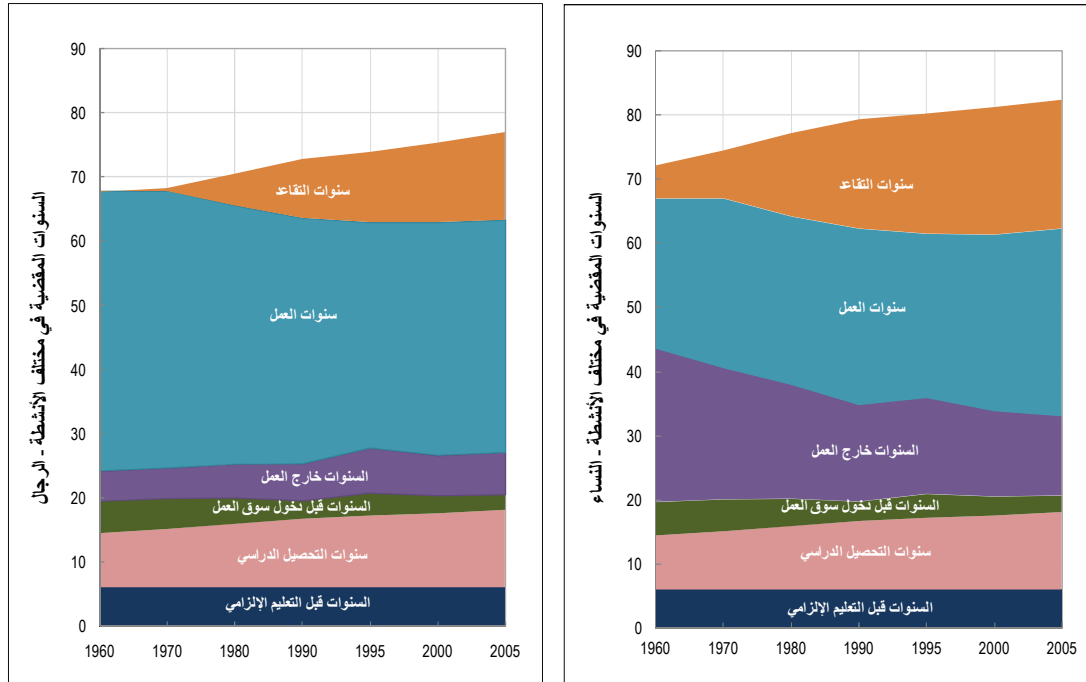 السنوات المقضية في مختلف الأنشطة - الرجال
90
80
70
60
50
40
30
20
10
0
سنوات التقاعد
سنوات العمل
السنوات خارج العمل
السنوات قبل دخول سوق العمل
سنوات التحصيل الدراسي
السنوات قبل التعليم الإلزامي
1960 1970 1980 1990 1995 2000 2005
السنوات المقضية في مختلف الأنشطة - النساء
90
80
70
60
50
40
30
20
10
0
سنوات التقاعد
سنوات العمل
السنوات خارج العمل
السنوات قبل دخول سوق العمل
سنوات التحصيل الدراسي
السنوات قبل التعليم الإلزامي
1960 1970 1980 1990 1995 2000 2005